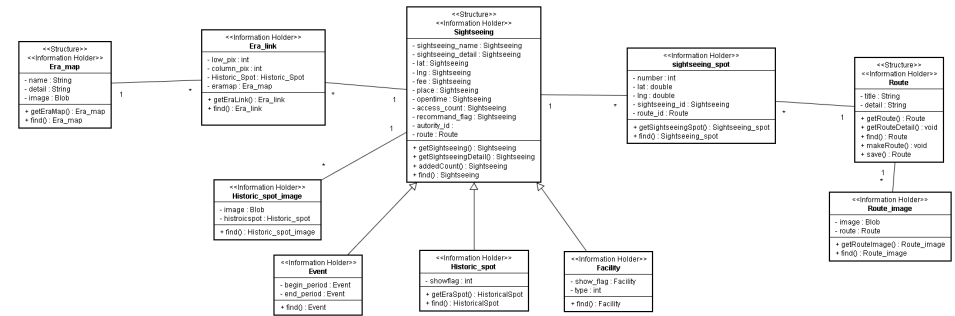 <<Structure>>
<<Information Holder>>
Era_map
- name : String
- detail : String
- image : Blob
+ getEraMap() : Era_map
+ find() : Era_map
1
*
<<Information Holder>>
Era_link
- low_pix : int
- column_pix : int
- Historic_Spot : Historic_Spot
- eramap : Era_map
+ getEraLink() : Era_link
+ find() : Era_link
*
1
<<Structure>>
<<Information Holder>>
Sightseeing
- sightseeing_name : Sightseeing
- sightseeing_detail : Sightseeing
- lat : Sightseeing
- lng : Sightseeing
- fee : Sightseeing
- place : Sightseeing
- opentime : Sightseeing
- access_count : Sightseeing
- recommand_flag : Sightseeing
- autority_id :
- route : Route
+ getSightseeing() : Sightseeing
+ getSightseeingDetail() : Sightseeing
+ addedCount() : Sightseeing
+ find() : Sightseeing
1
*
<<Information Holder>>
sightseeing_spot
- number : int
- lat : double
- lng : double
- sightseeing_id : Sightseeing
- route_id : Route
+ getSightseeingSpot() : Sightseeing_spot
+ find() : Sightseeing_spot
*
1
<<Structure>>
<<Information Holder>>
Route
- title : String
- detail : String
+ getRoute() : Route
+ getRouteDetail() : void
+ find() : Route
+ makeRoute() : void
+ save() : Route
1
*
<<Information Holder>>
Route_image
- image : Blob
- route : Route
+ getRouteImage() : Route_image
+ find() : Route_image
1
*
<<Information Holder>>
Historic_spot_image
- image : Blob
- histroicspot : Historic_spot
+ find() : Historic_spot_image
<<Information Holder>>
Event
- begin_period : Event
- end_period : Event
+ find() : Event
<<Information Holder>>
Historic_spot
- showflag : int
+ getEraSpot() : HistoricalSpot
+ find() : HistoricalSpot
<<Information Holder>>
Facility
- show_flag : Facility
- type : int
+ find() : Facility